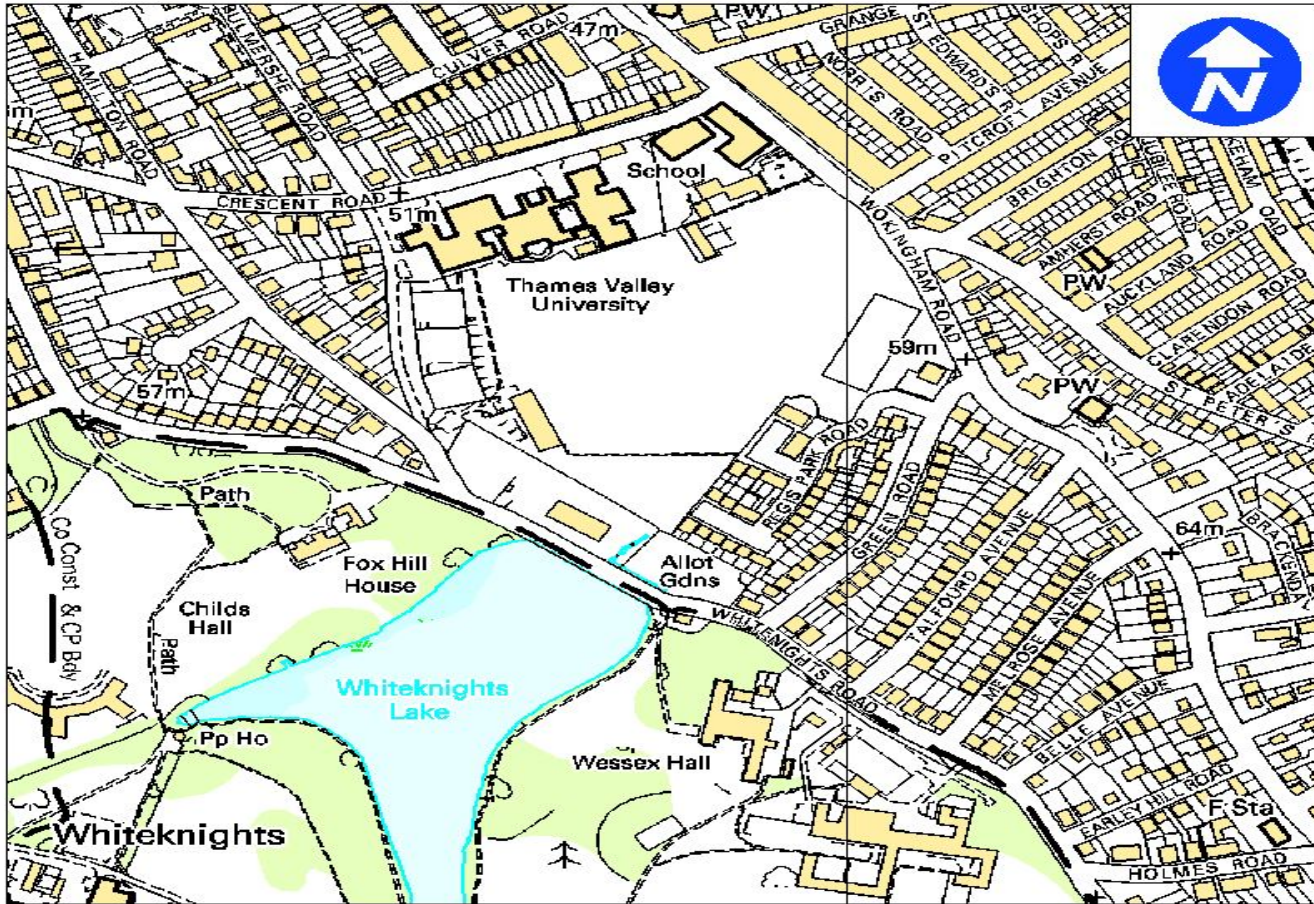 PW
GRANGE
47m
CULVER ROAD
BULMERSHE ROAD
HAMILTON ROAD
NORRIS ROAD
ST EDWARDS R
PITCROFT AVENUE
N
BRIGHTON RO
JUBILEE ROAD
AMHERST ROAD
AUCKLAND ROAD
PW
CLARENDON ROAD
ADELAIDE
ST PETER'S
School
CRESCENT ROAD
51m
WOKINGHAM ROAD
Thames Valley
University
59m
PW
57m
REGIS PARK ROAD
GREEN ROAD
TALFOURD AVENUE
MELROSE AVENUE
64m
Path
Fox Hill
House
Allot
Gdns
Co Const & CP Bdy
Childs
Hall
Path
WHITEKNIGHTS ROAD
Whiteknights
Lake
BELLE AVENUE
Pp Ho
Wessex Hall
EARLEY HILL ROAD
F Sta
Whiteknights
HOLMES ROAD